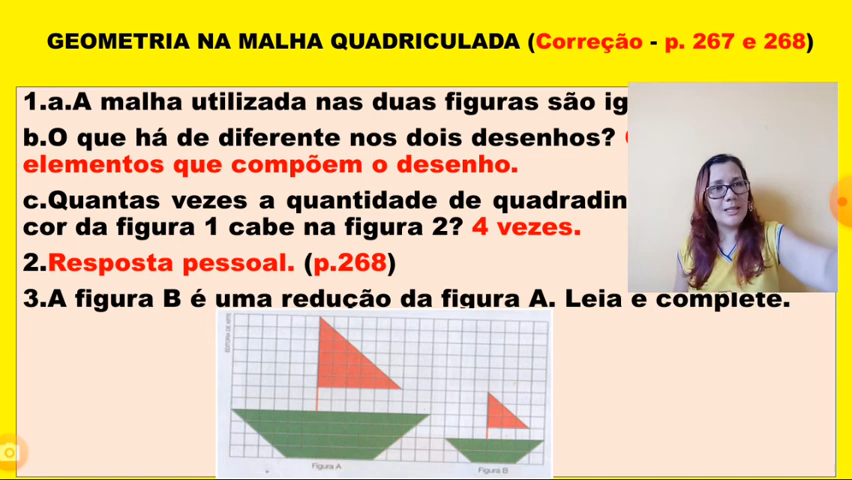 GEOMETRIA NA MALHA QUADRICULADA (Correção - p. 267 e 268)
1.a.A malha utilizada nas duas figuras são
b.O que há de diferente nos dois desenhos?
elementos que compõem o desenho.
c.Quantas vezes a quantidade de
cor da figura 1 cabe na figura 2? 4 vezes.
2.Resposta pessoal. (p.268)
3.A figura B é uma redução da figura A. Leia e complete.
Figura A
Figura B